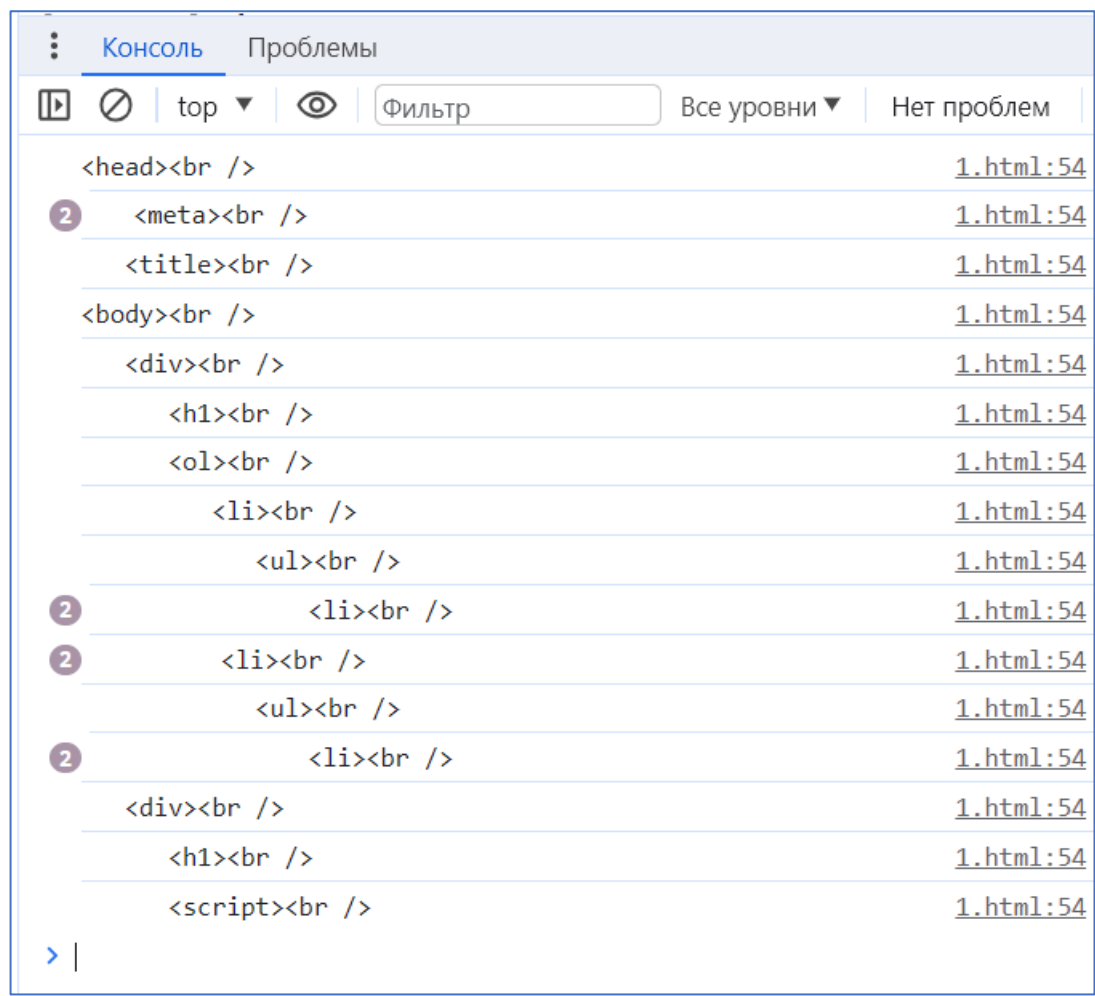 Консоль Проблемы
top ▼ Фильтр Все уровни ▼ Нет проблем
<head><br /> 1.html:54
2 <meta><br /> 1.html:54
<title><br /> 1.html:54
<body><br /> 1.html:54
<div><br /> 1.html:54
<h1><br /> 1.html:54
<ol><br /> 1.html:54
<li><br /> 1.html:54
<ul><br /> 1.html:54
2 <li><br /> 1.html:54
2 <li><br /> 1.html:54
<ul><br /> 1.html:54
2 <li><br /> 1.html:54
<div><br /> 1.html:54
<h1><br /> 1.html:54
<script><br /> 1.html:54
>